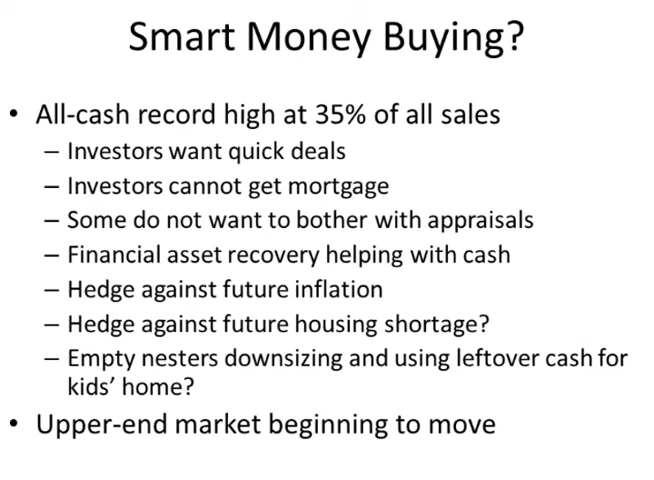 Smart Money Buying?
• All-cash record high at 35% of all sales
– Investors want quick deals
– Investors cannot get mortgage
– Some do not want to bother with appraisals
– Financial asset recovery helping with cash
– Hedge against future inflation
– Hedge against future housing shortage?
– Empty nesters downsizing and using leftover cash for
kids’ home?
• Upper-end market beginning to move